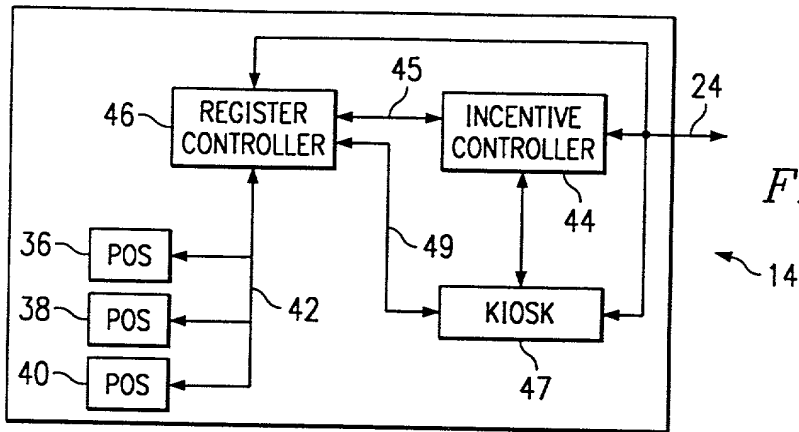 45
24
46
REGISTER
CONTROLLER
INCENTIVE
CONTROLLER
44
F
36
POS
49
14
38
POS
42
KIOSK
40
POS
47